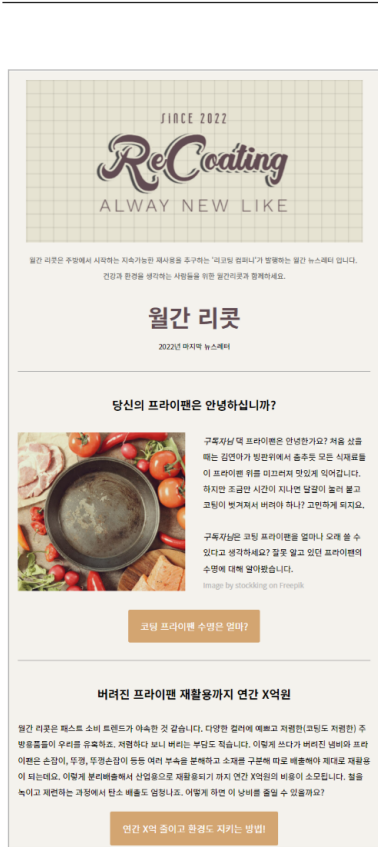 SINCE 2022
ReCoating
ALWAY NEW LIKE
월간 리콧은 주방에서 시작하는 지속가능한 재사용을 추구하는 '리코팅 컴퍼니'가 발행하는 월간 뉴스레터 입니다.
건강과 환경을 생각하는 사람들을 위한 월간리콧과 함께하세요.
월간 리콧
2022년 마지막 뉴스레터
당신의 프라이팬은 안녕하십니까?
구독자님 댁 프라이팬은 안녕한가요? 처음 샀을
때는 김연아가 빙판위에서 춤추듯 모든 식재료들
이 프라이팬 위를 미끄러져 맛있게 익어갑니다.
하지만 조금만 시간이 지나면 달걀이 눌러 붙고
코팅이 벗겨져서 버려야 하나? 고민하게 되지요.
구독자님은 코팅 프라이팬을 얼마나 오래 쓸 수
있다고 생각하세요? 잘못 알고 있던 프라이팬의
수명에 대해 알아봤습니다.
Image by stockking on Freepik
코팅 프라이팬 수명은 얼마?
버려진 프라이팬 재활용까지 연간 X억원
월간 리콧은 패스트 소비 트렌드가 야속한 것 같습니다. 다양한 컬러에 예쁘고 저렴한(코팅도 저렴한) 주
방용품들이 우리를 유혹하죠. 저렴하다 보니 버리는 부담도 적습니다. 이렇게 쓰다가 버려진 냄비와 프라
이팬은 손잡이, 뚜껑, 뚜껑손잡이 등등 여러 부속을 분해하고 소재를 구분해 따로 배출해야 제대로 재활용
이 되는데요. 이렇게 분리배출해서 산업용으로 재활용되기 까지 연간 X억원의 비용이 소모됩니다. 철을
녹이고 제련하는 과정에서 탄소 배출도 엄청나죠. 어떻게 하면 이 낭비를 줄일 수 있을까요?
연간 X억 줄이고 환경도 지키는 방법!